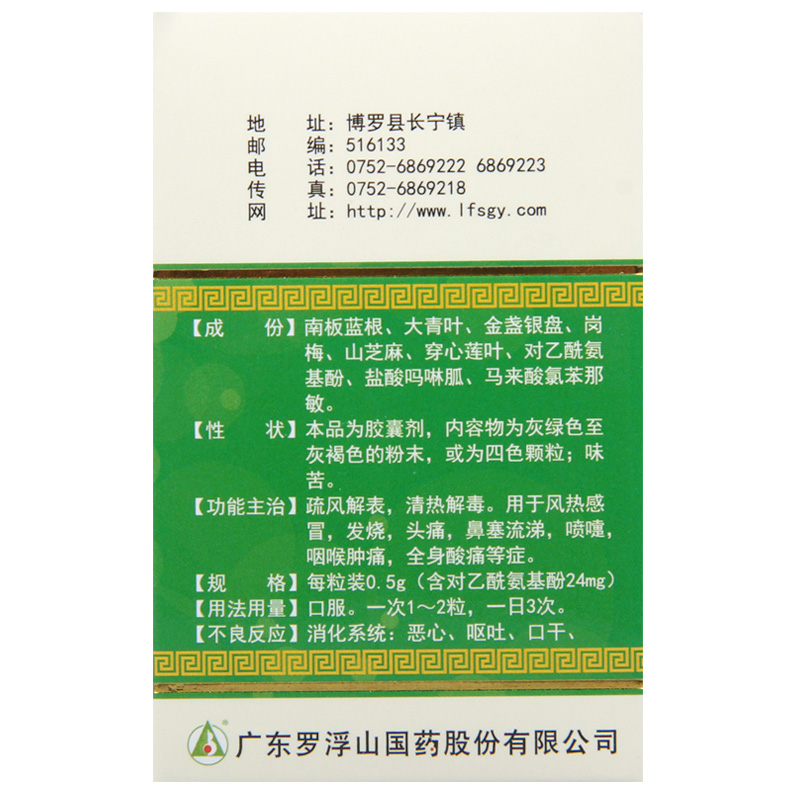 地 址：博罗县长宁镇
邮 编：516133
电 话：0752-6869222 6869223
传 真：0752-6869218
网 址：http://www.lfsgy.com
【成 份】南板蓝根、大青叶、金盏银盘、岗
梅、山芝麻、穿心莲叶、对乙酰氨
基酚、盐酸吗啉胍、马来酸氯苯那
敏。
【性 状】本品为胶囊剂，内容物为灰绿色至
灰褐色的粉末，或为四色颗粒；味
苦。
【功能主治】疏风解表，清热解毒。用于风热感
冒，发烧，头痛，鼻塞流涕，喷嚏，
咽喉肿痛，全身酸痛等症。
【规 格】每粒装0.5g（含对乙酰氨基酚24mg）
【用法用量】口服。一次1～2粒，一日3次。
【不良反应】消化系统：恶心、呕吐、口干、
广东罗浮山国药股份有限公司